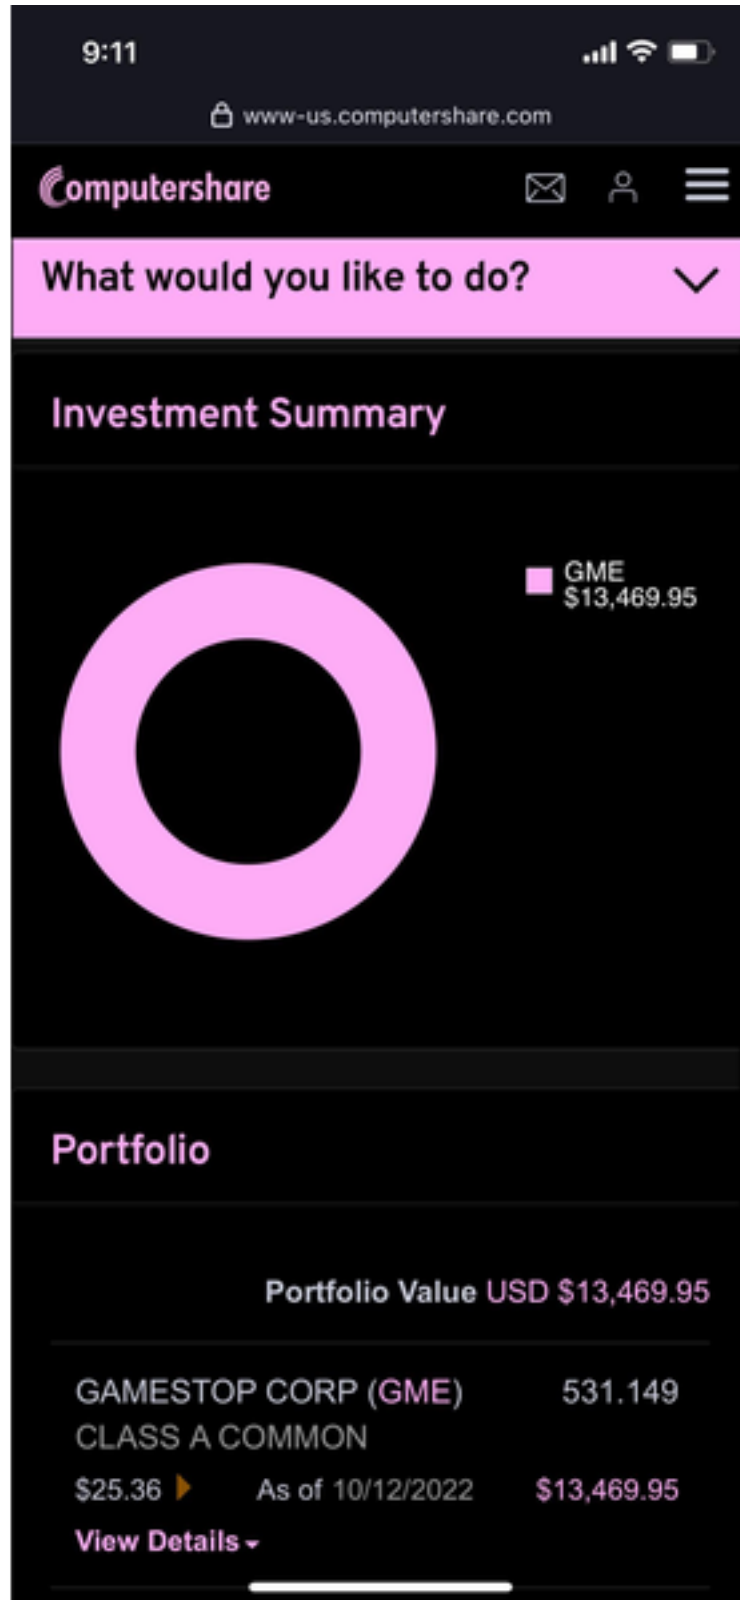 9:11
www-us.computershare.com
Computershare
What would you like to do?
Investment Summary
GME
$13,469.95
Portfolio
Portfolio Value USD $13,469.95
GAMESTOP CORP (GME) 531.149
CLASS A COMMON
$25.36 As of 10/12/2022 $13,469.95
View Details